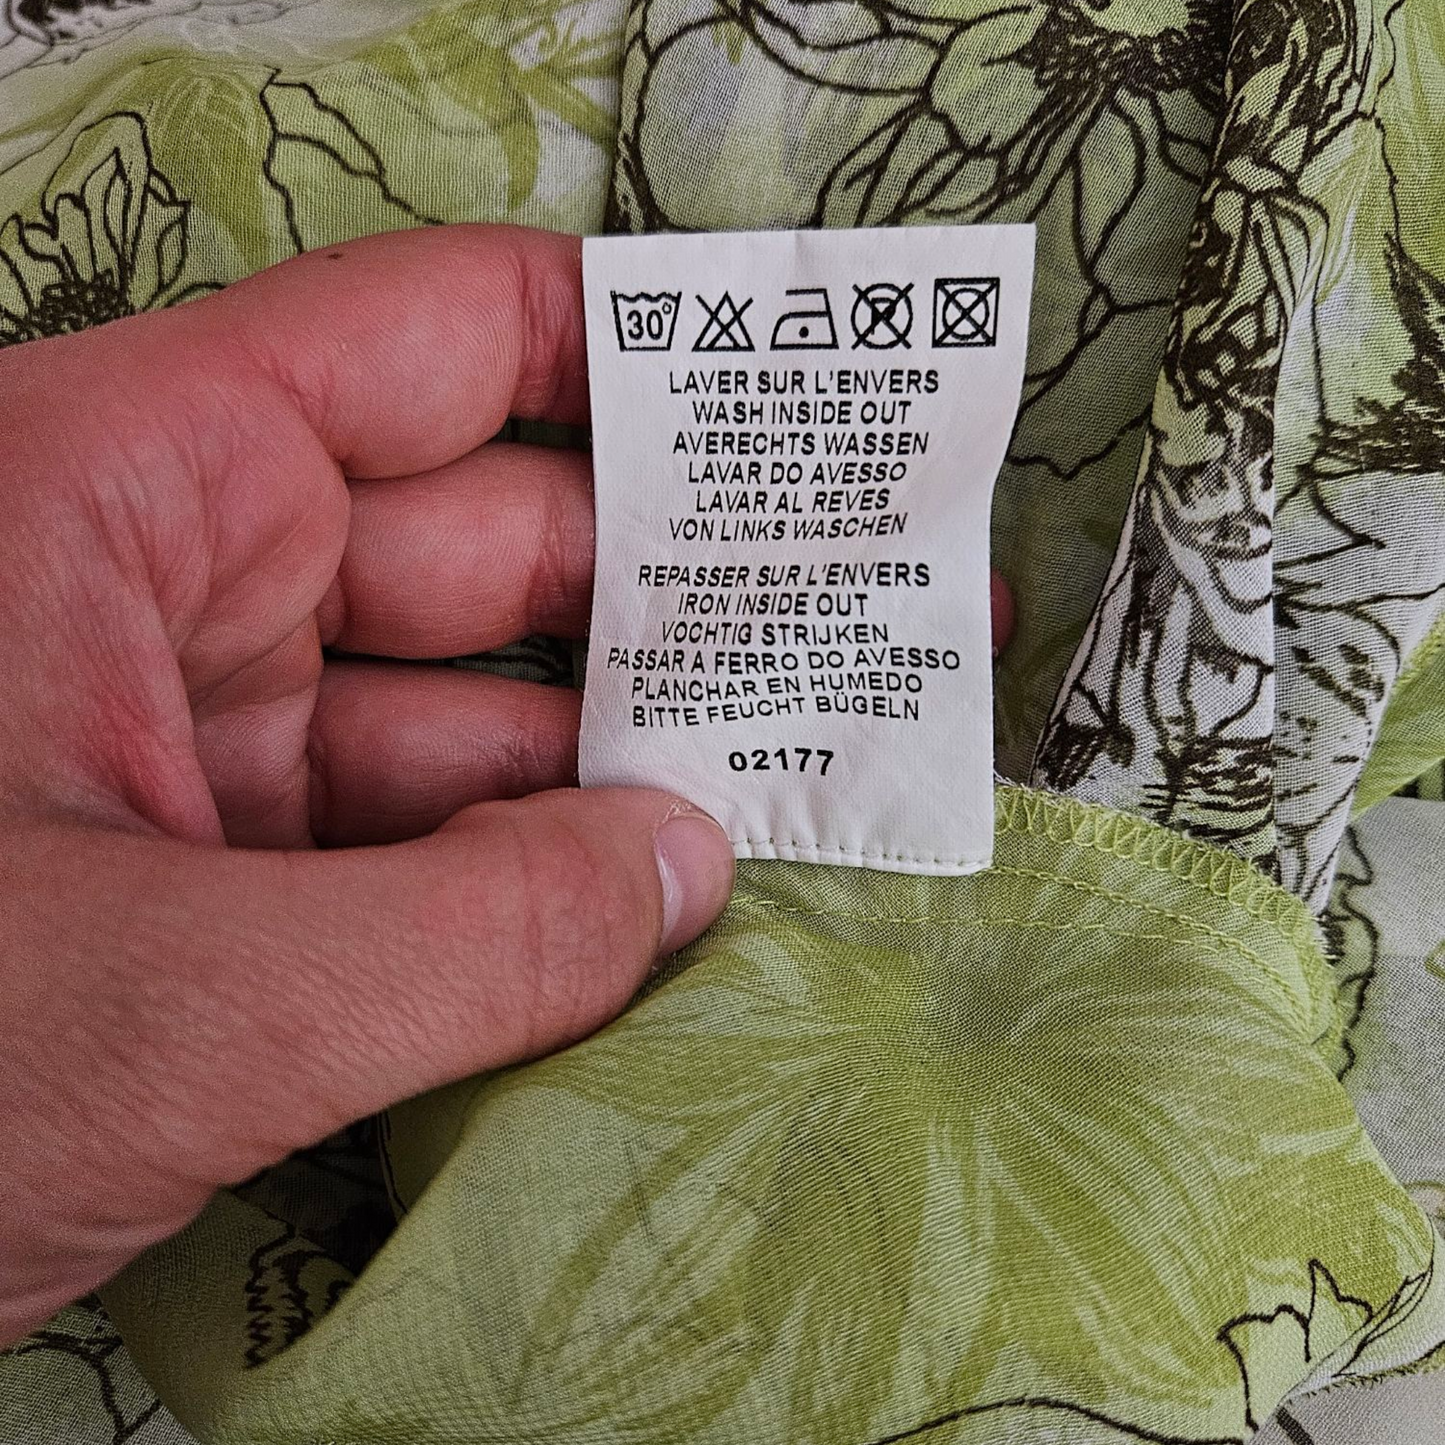 30°
LAVER SUR L'ENVERS
WASH INSIDE OUT
AVERECHTS WASSEN
LAVAR DO AVESSO
LAVAR AL REVES
VON LINKS WASCHEN
REPASSER SUR L'ENVERS
IRON INSIDE OUT
VOCHTIG STRIJKEN
PASSAR A FERRO DO AVESSO
PLANCHAR EN HUMEDO
BITTE FEUCHT BÜGELN
02177